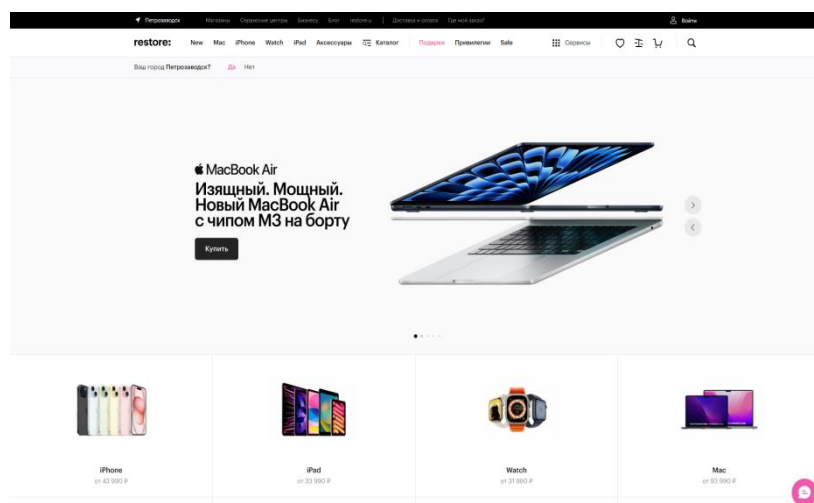 Петрозаводск Магазины Сервисные центры Бизнесу Блог restore:u Доставка и оплата Где мой заказ? Войти
restore: New Mac iPhone Watch iPad Аксессуары Каталог Подарки Привилегии Sale Сервисы
Ваш город Петрозаводск? Да Нет
MacBook Air
Изящный. Мощный.
Новый MacBook Air
с чипом M3 на борту
Купить
iPhone iPad Watch Mac
от 43 990 ₽ от 33 990 ₽ от 31 990 ₽ от 93 990 ₽